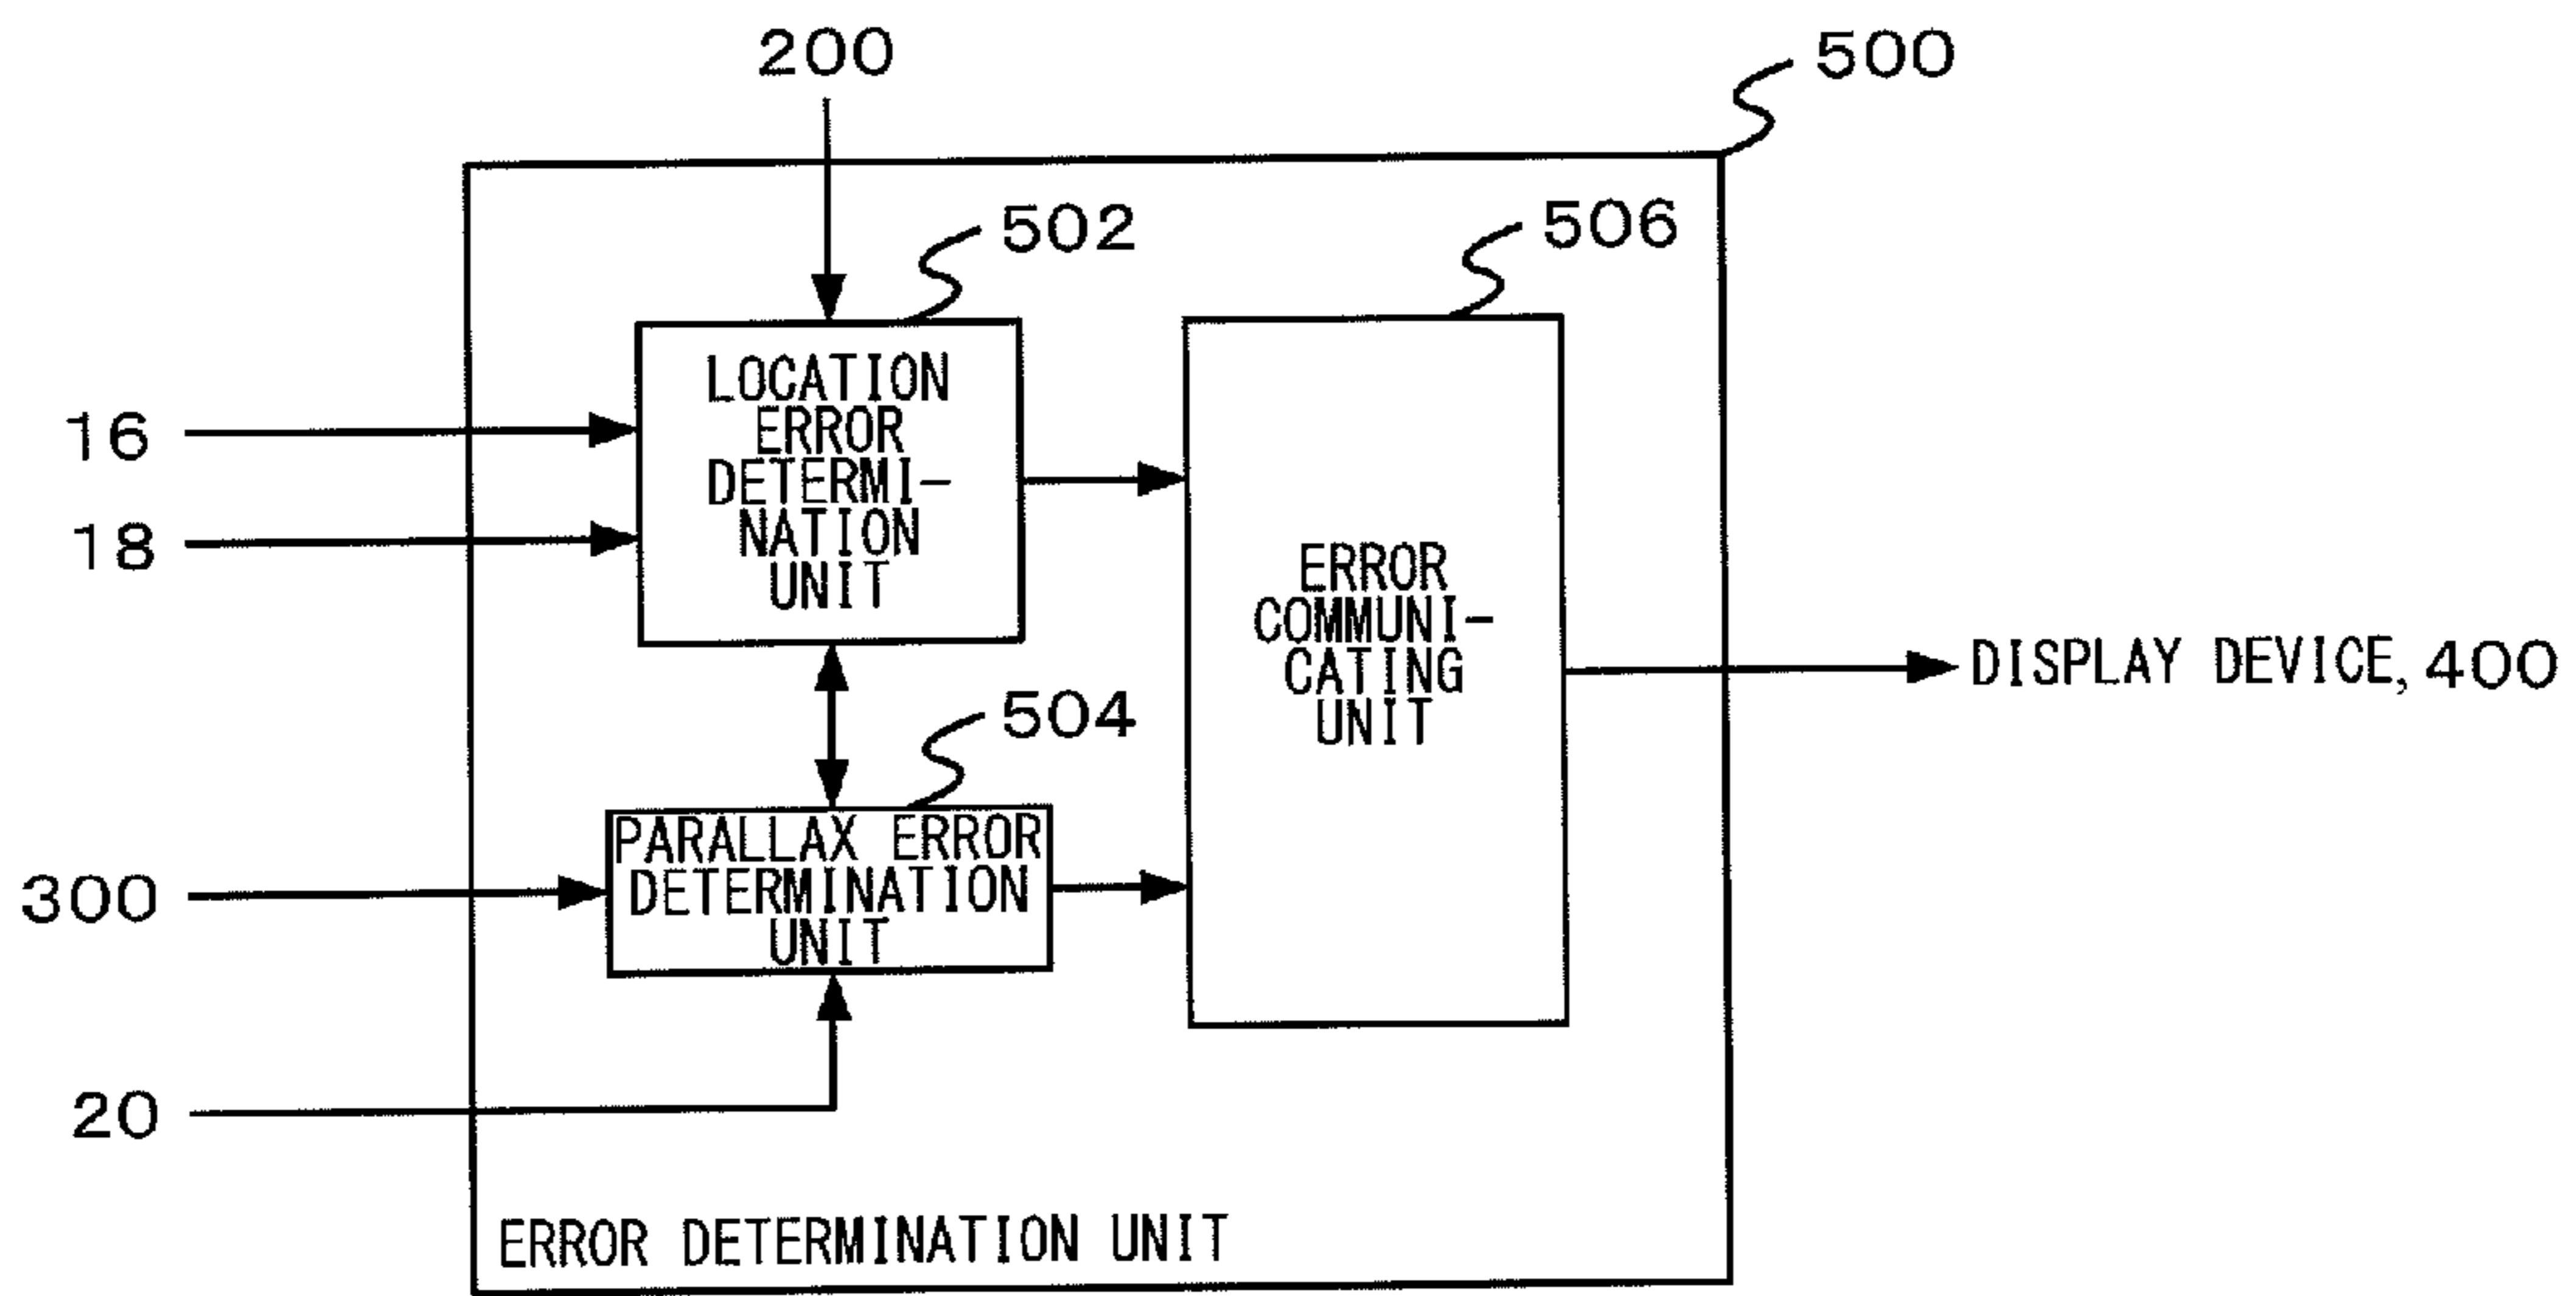 200
500
502
506
LOCATION
ERROR
DETERMI-
NATION
UNIT
16
18
ERROR
COMMUNI-
CATING
UNIT
DISPLAY DEVICE, 400
504
PARALLAX ERROR
DETERMINATION
UNIT
300
20
ERROR DETERMINATION UNIT